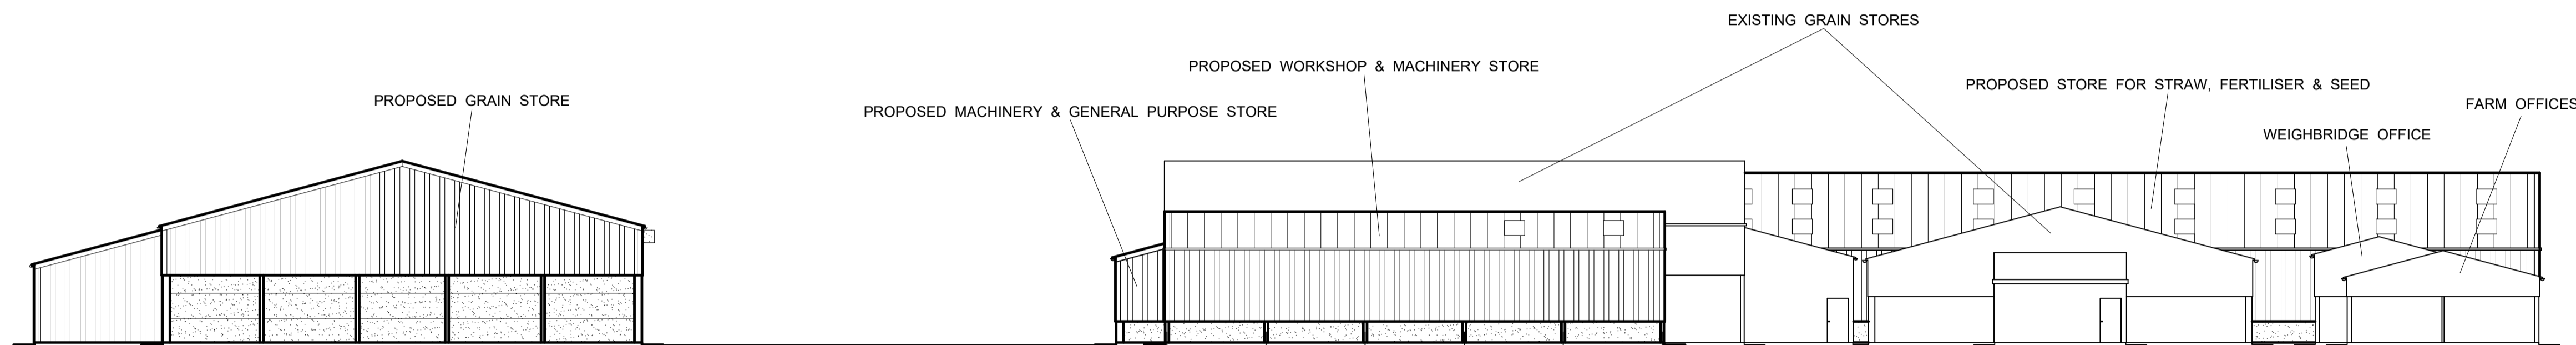 EXISTING GRAIN STORES
PROPOSED WORKSHOP & MACHINERY STORE
PROPOSED STORE FOR STRAW, FERTILISER & SEED
PROPOSED GRAIN STORE
FARM OFFICES
PROPOSED MACHINERY & GENERAL PURPOSE STORE
WEIGHBRIDGE OFFICE